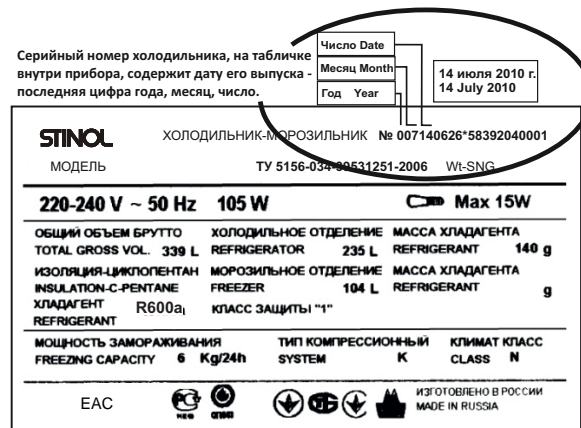 Серийный номер холодильника, на табличке
внутри прибора, содержит дату его выпуска -
последняя цифра года, месяц, число.
Число Date
Месяц Month
Год Year
14 июля 2010 г.
14 July 2010
STINOL ХОЛОДИЛЬНИК-МОРОЗИЛЬНИК № 007140626*58392040001
МОДЕЛЬ ТУ 5156-034-39531251-2006 Wt-SNG
220-240 V ~ 50 Hz 105 W Max 15W
ОБЩИЙ ОБЪЕМ БРУТТО ХОЛОДИЛЬНОЕ ОТДЕЛЕНИЕ МАССА ХЛАДАГЕНТА
TOTAL GROSS VOL. 339 L REFRIGERATOR 235 L REFRIGERANT 140 g
ИЗОЛЯЦИЯ-ЦИКЛОПЕНТАН МОРОЗИЛЬНОЕ ОТДЕЛЕНИЕ МАССА ХЛАДАГЕНТА
INSULATION-C-PENTANE FREEZER 104 L REFRIGERANT g
ХЛАДАГЕНТ R600a КЛАСС ЗАЩИТЫ "1"
REFRIGERANT
МОЩНОСТЬ ЗАМОРАЖИВАНИЯ ТИП КОМПРЕССИОННЫЙ КЛИМАТ КЛАСС
FREEZING CAPACITY 6 Kg/24h SYSTEM K CLASS N
EAC ИЗГОТОВЛЕНО В РОССИИ
MADE IN RUSSIA